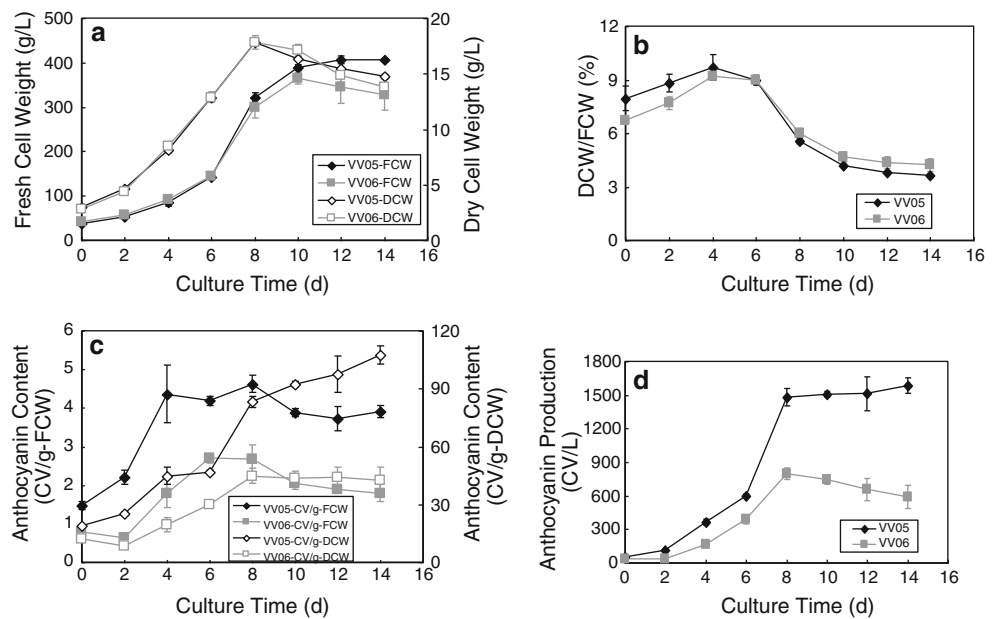 a
Fresh Cell Weight (g/L)
500
400
300
200
100
0
20
15
10
5
0
Dry Cell Weight (g/L)
VV05-FCW
VV06-FCW
VV05-DCW
VV06-DCW
0 2 4 6 8 10 12 14 16
Culture Time (d)
b
DCW/FCW (%)
12
9
6
3
0
VV05
VV06
0 2 4 6 8 10 12 14 16
Culture Time (d)
c
Anthocyanin Content
(CV/g-FCW)
6
5
4
3
2
1
0
120
90
60
30
0
Anthocyanin Content
(CV/g-DCW)
VV05-CV/g-FCW
VV06-CV/g-FCW
VV05-CV/g-DCW
VV06-CV/g-DCW
0 2 4 6 8 10 12 14 16
Culture Time (d)
d
Anthocyanin Production
(CV/L)
1800
1500
1200
900
600
300
0
VV05
VV06
0 2 4 6 8 10 12 14 16
Culture Time (d)